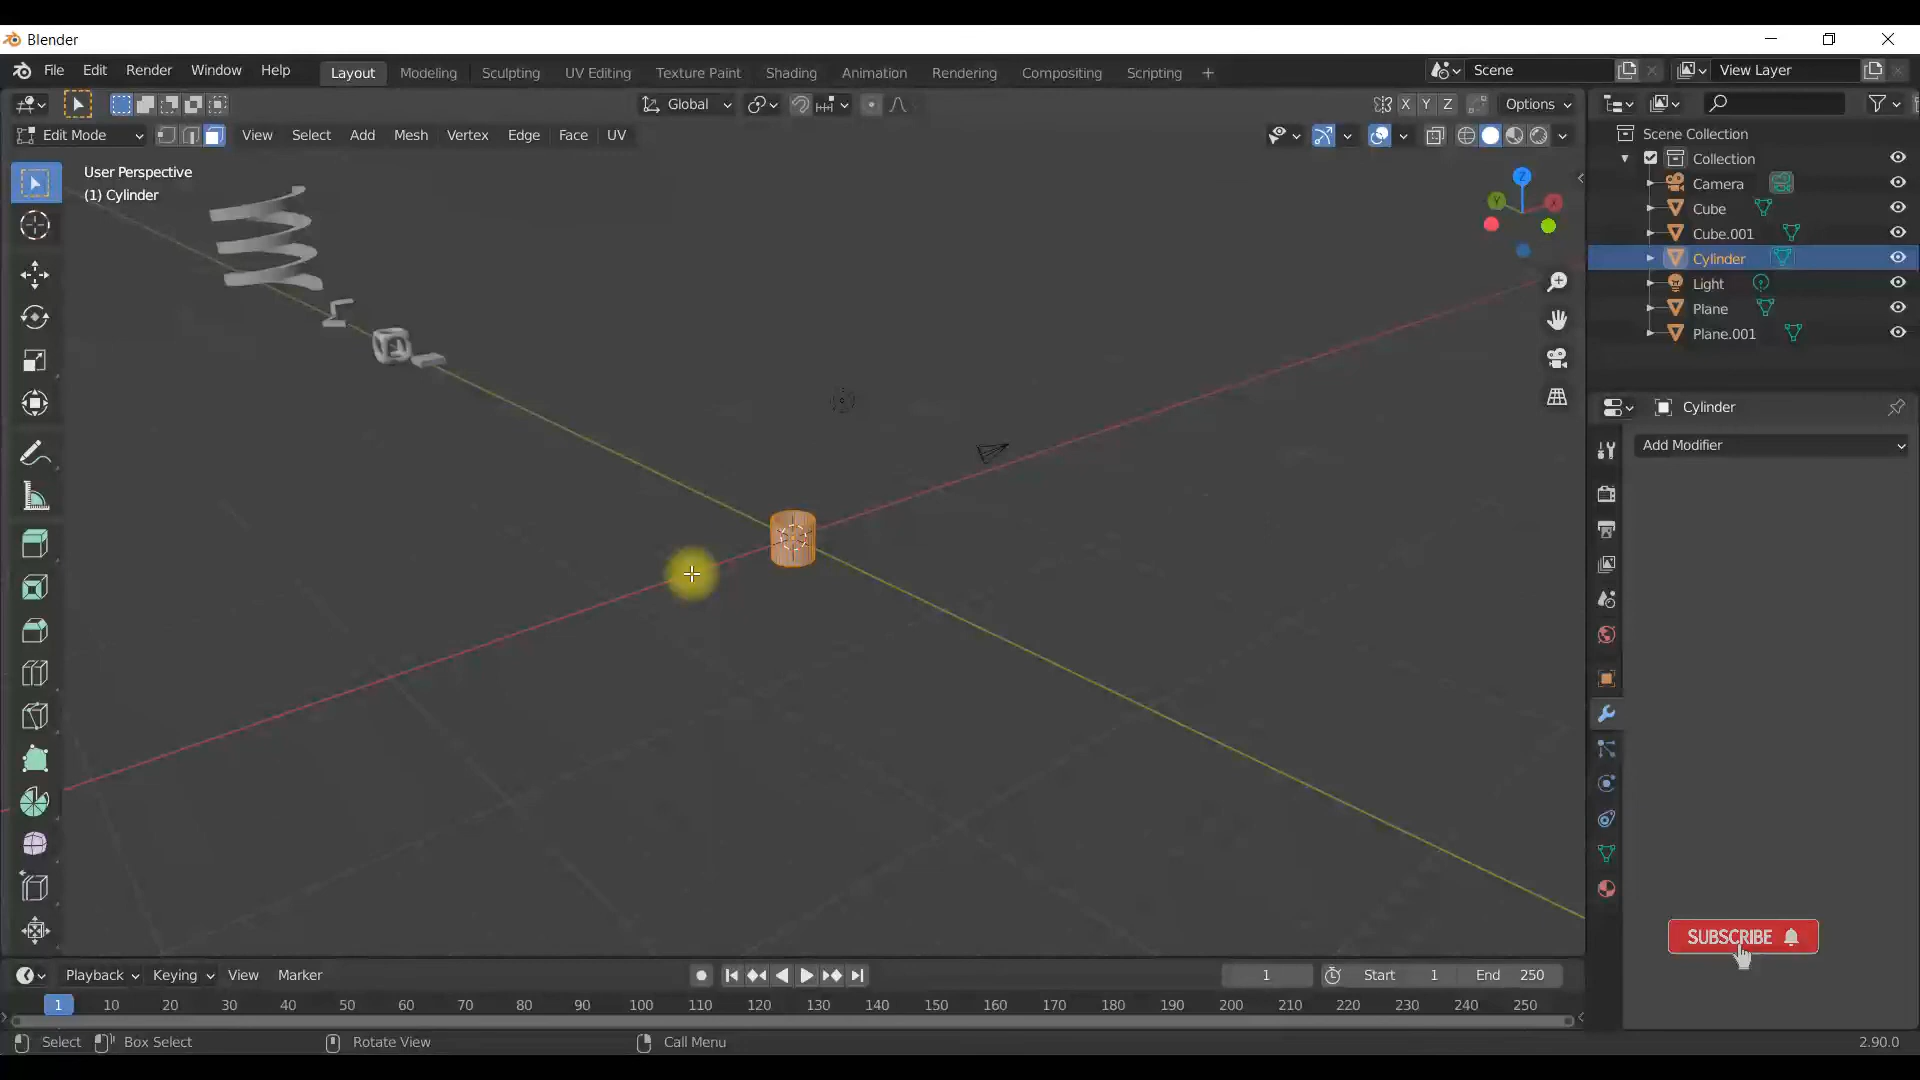 Blender
File Edit Render Window Help Layout Modeling Sculpting UV Editing Texture Paint Shading Animation Rendering Compositing Scripting + Scene View Layer
Global X Y Z Options
Edit Mode View Select Add Mesh Vertex Edge Face UV
User Perspective
(1) Cylinder
Z
Y
X
Scene Collection
Collection
Camera
Cube
Cube.001
Cylinder
Light
Plane
Plane.001
Cylinder
Add Modifier
SUBSCRIBE
Playback Keying View Marker 1 Start 1 End 250
1 10 20 30 40 50 60 70 80 90 100 110 120 130 140 150 160 170 180 190 200 210 220 230 240 250
Select Box Select Rotate View Call Menu 2.90.0